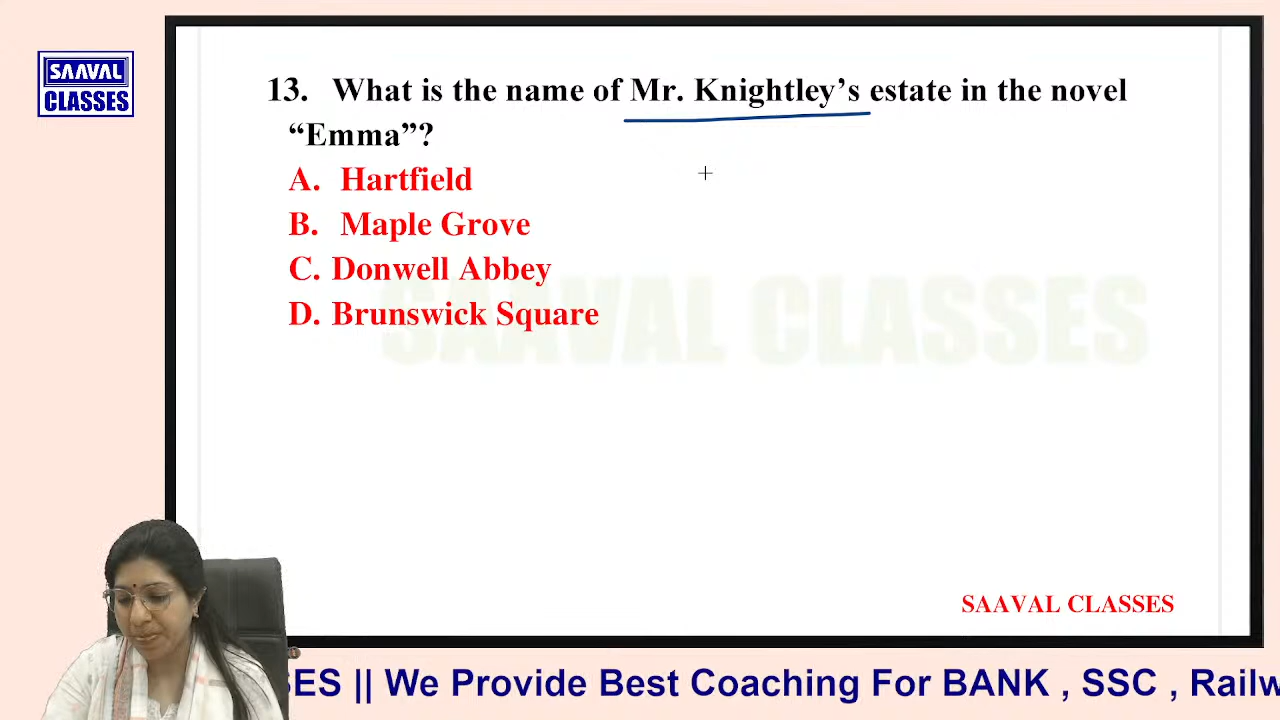 SAAVAL
CLASSES
13. What is the name of Mr. Knightley’s estate in the novel
“Emma”?
A. Hartfield
B. Maple Grove
C. Donwell Abbey
D. Brunswick Square
SAAVAL CLASSES
SAAVAL CLASSES
SES || We Provide Best Coaching For BANK , SSC , Railw